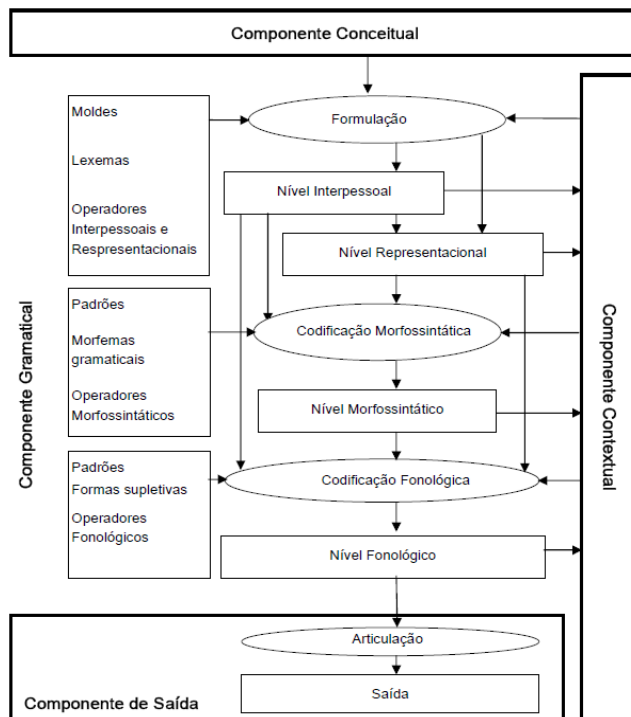 Componente Conceitual
Moldes
Lexemas
Operadores
Interpessoais e
Respresentacionais
Formulação
Nível Interpessoal
Nível Representacional
Padrões
Morfemas
gramaticais
Operadores
Morfossintáticos
Codificação Morfossintática
Nível Morfossintático
Padrões
Formas supletivas
Operadores
Fonológicos
Codificação Fonológica
Nível Fonológico
Componente Gramatical
Componente Contextual
Articulação
Saída
Componente de Saída